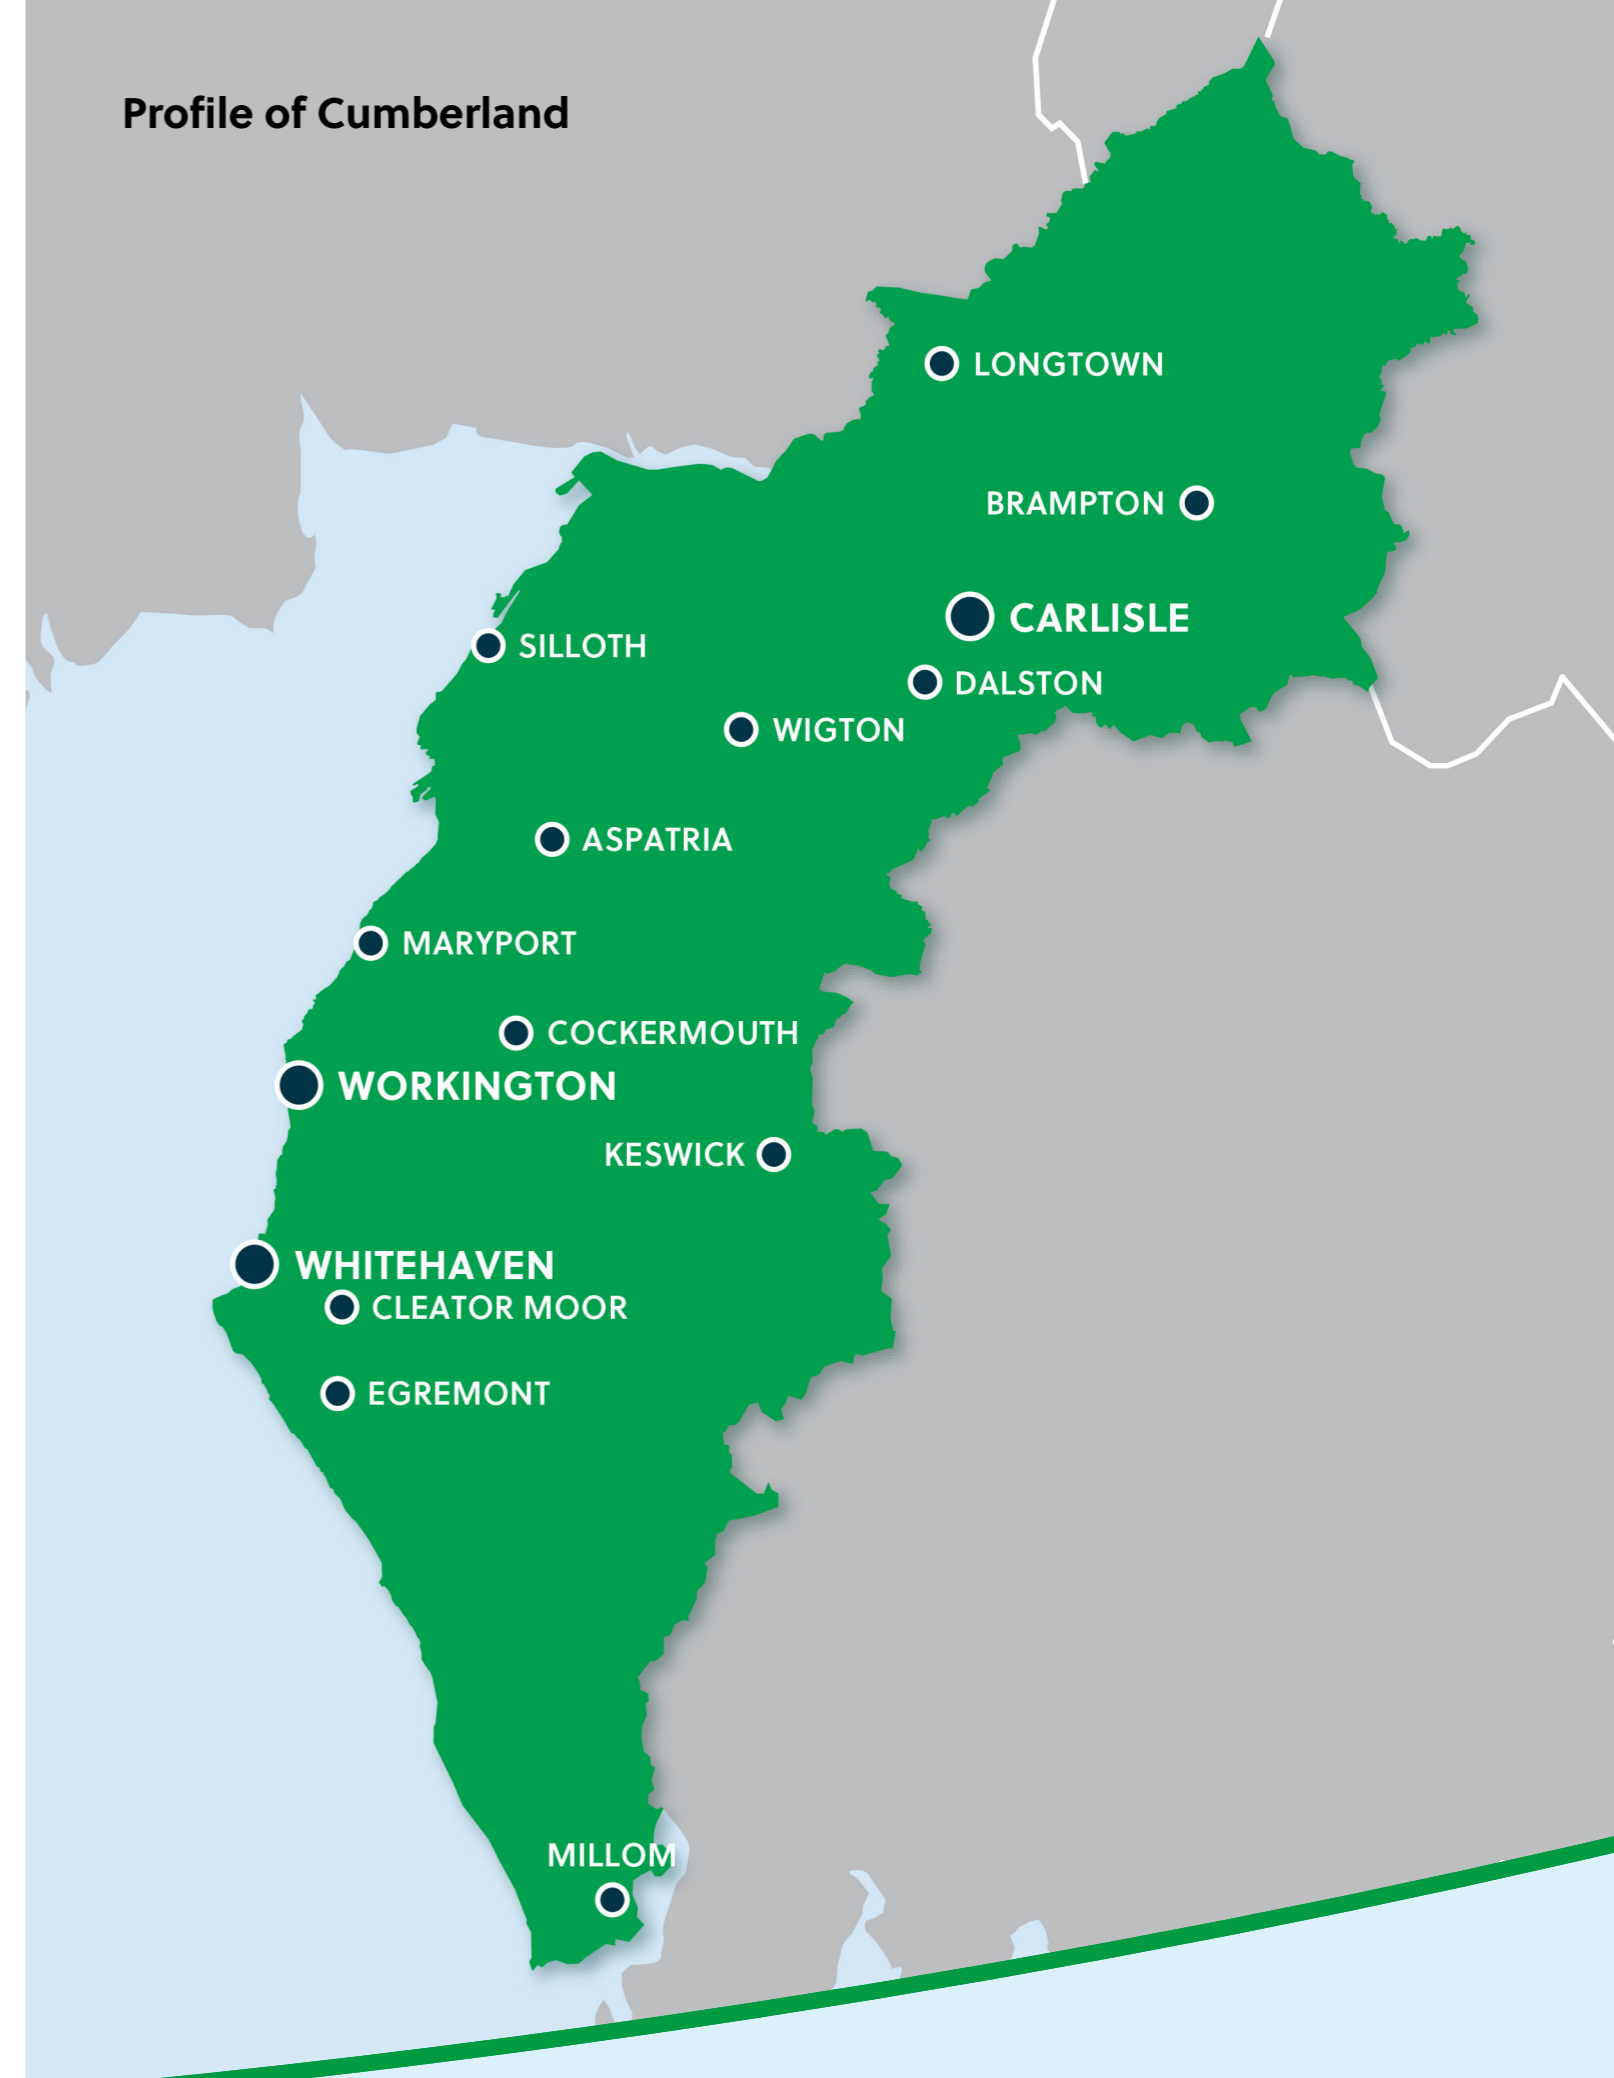 Profile of Cumberland
LONGTOWN
BRAMPTON
CARLISLE
SILLOTH
DALSTON
WIGTON
ASPATRIA
MARYPORT
COCKERMOUTH
WORKINGTON
KESWICK
WHITEHAVEN
CLEATOR MOOR
EGREMONT
MILLOM